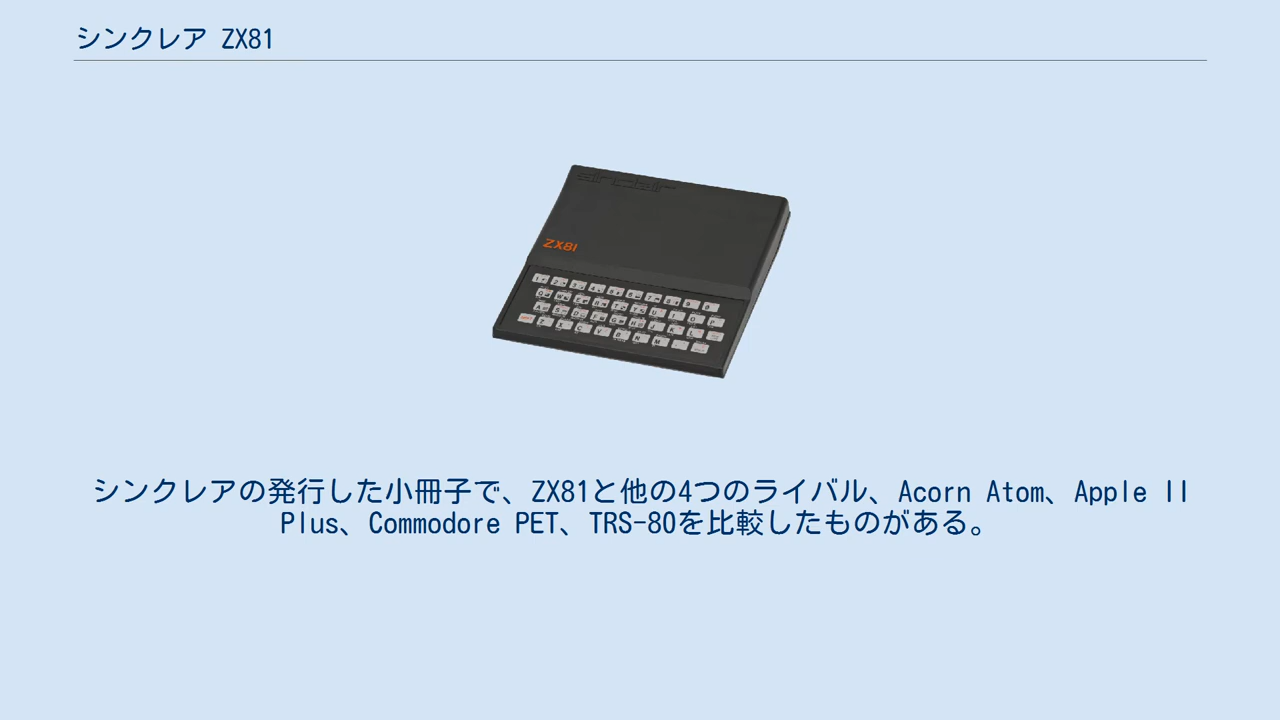 シンクレア ZX81
sinclair
ZX81
シンクレアの発行した小冊子で、ZX81と他の4つのライバル、Acorn Atom、Apple II
Plus、Commodore PET、TRS-80を比較したものがある。